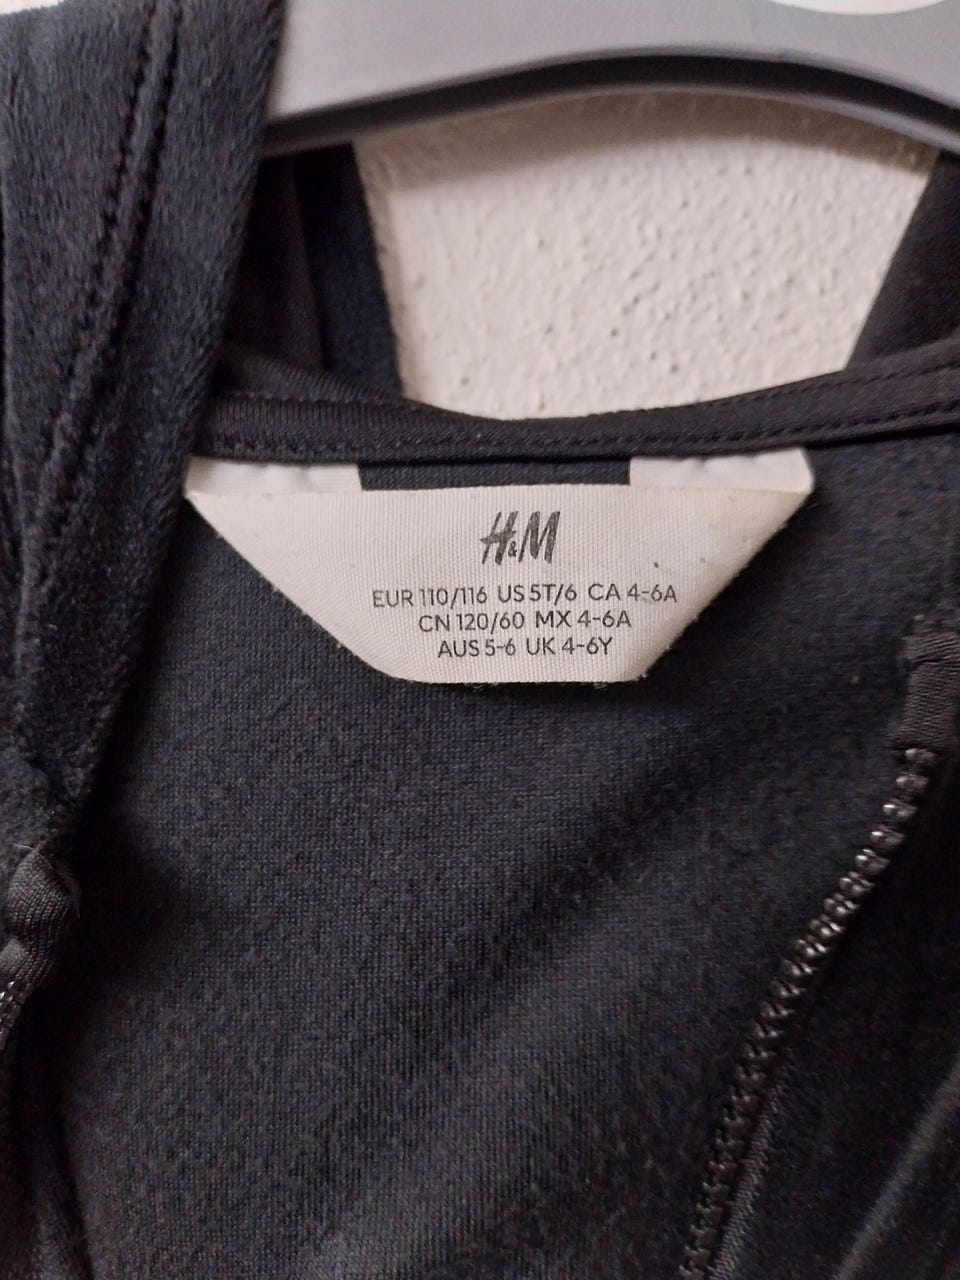 H&M
EUR 110/116 US 5T/6 CA 4-6A
CN 120/60 MX 4-6A
AUS 5-6 UK 4-6Y